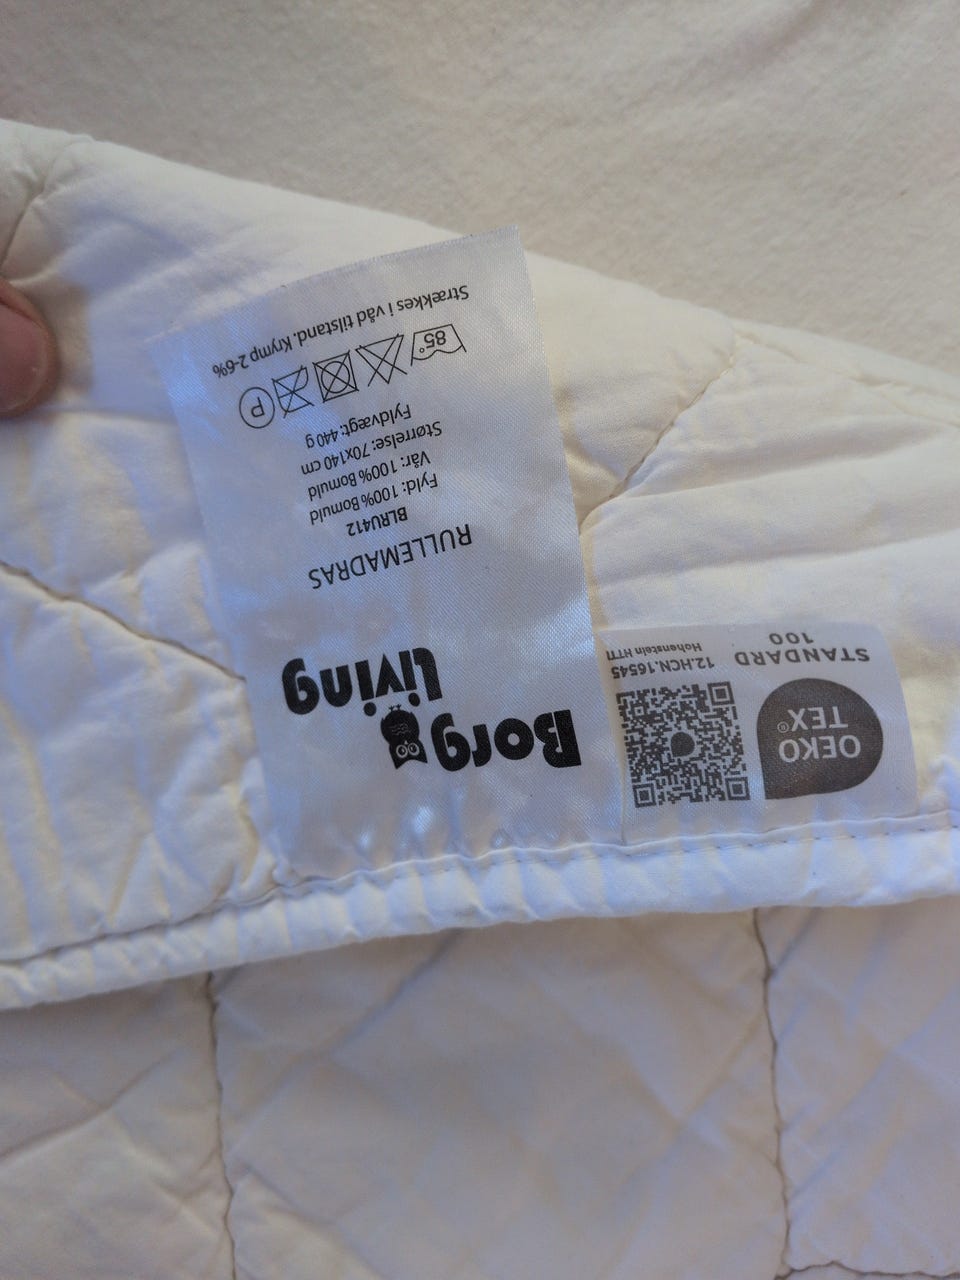 Borg
Living
RULLEMADRAS
BLRU412
Fyld: 100% Bomuld
Vår: 100% Bomuld
Størrelse: 70x140 cm
Fyldvægt: 440 g
85°
P
Strækkes i våd tilstand. Krymp 2-6%
OEKO
TEX®
STANDARD
100
12.HCN.16545
Hohenstein HTTI